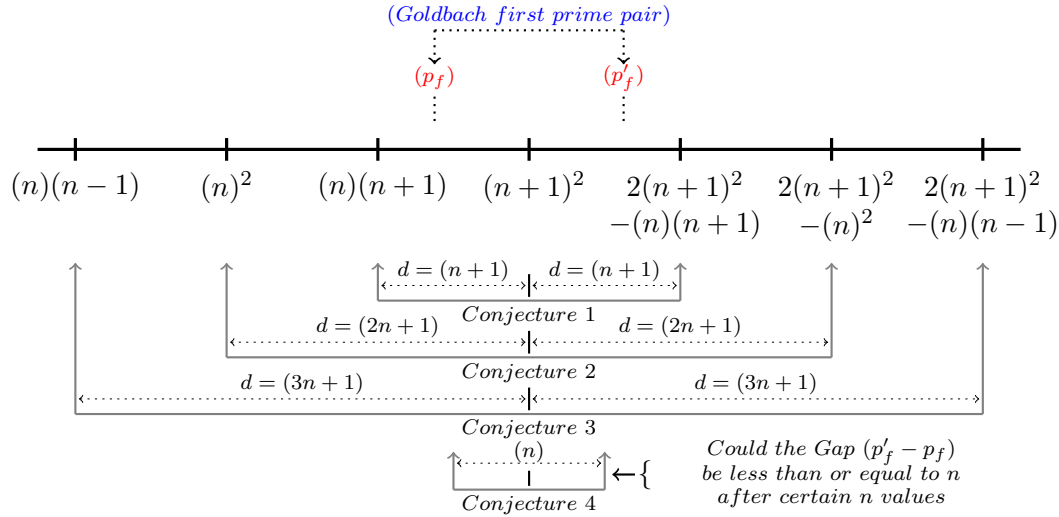 (Goldbach first prime pair)
(p_f) (p'_f)
(n)(n − 1) (n)² (n)(n + 1) (n + 1)² 2(n + 1)² 2(n + 1)² 2(n + 1)²
−(n)(n + 1) −(n)² −(n)(n − 1)
d = (n + 1) d = (n + 1)
Conjecture 1
d = (2n + 1) d = (2n + 1)
Conjecture 2
d = (3n + 1) d = (3n + 1)
Conjecture 3
(n)
Conjecture 4
←{
Could the Gap (p'_f − p_f)
be less than or equal to n
after certain n values